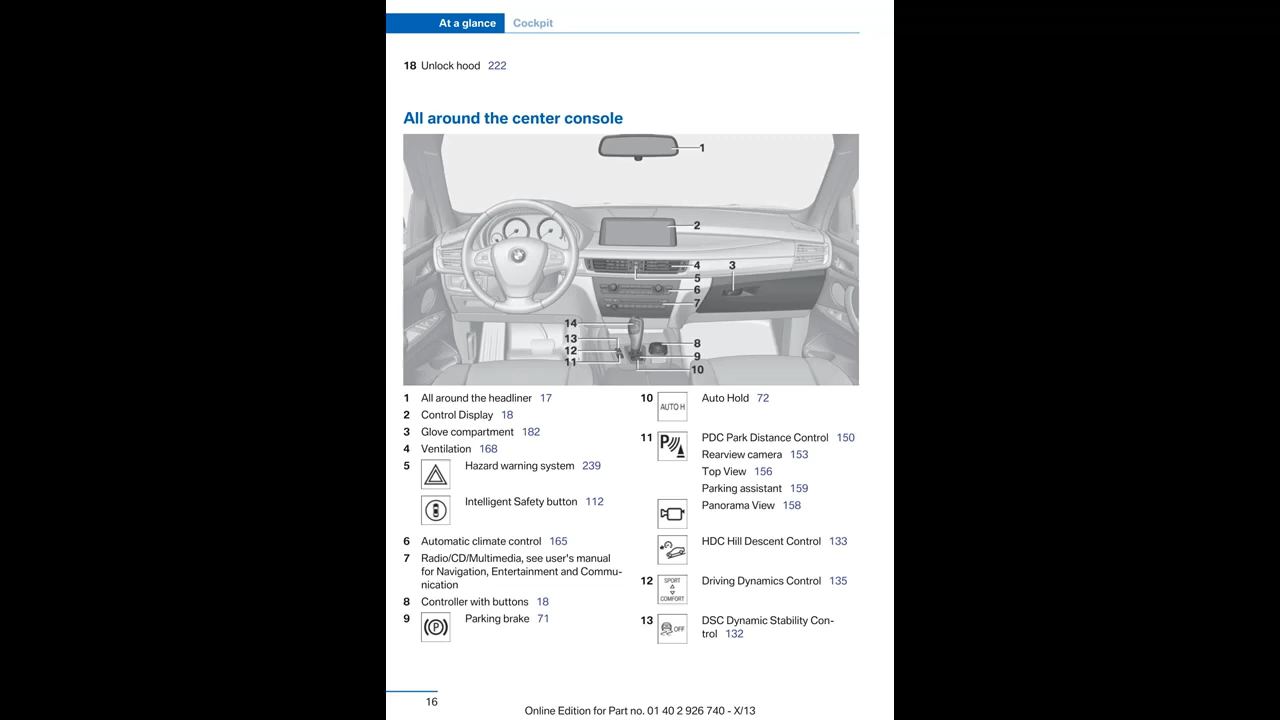 At a glance Cockpit
18 Unlock hood 222
All around the center console
1
2
3
4
5
6
7
14
13
12
11
8
9
10
1 All around the headliner 17
2 Control Display 18
3 Glove compartment 182
4 Ventilation 168
5 Hazard warning system 239
Intelligent Safety button 112
6 Automatic climate control 165
7 Radio/CD/Multimedia, see user's manual
for Navigation, Entertainment and Commu-
nication
8 Controller with buttons 18
9 (P) Parking brake 71
10 AUTO H Auto Hold 72
11 P PDC Park Distance Control 150
Rearview camera 153
Top View 156
Parking assistant 159
Panorama View 158
HDC Hill Descent Control 133
12 Driving Dynamics Control 135
SPORT
COMFORT
13 OFF DSC Dynamic Stability Con-
trol 132
16
Online Edition for Part no. 01 40 2 926 740 - X/13